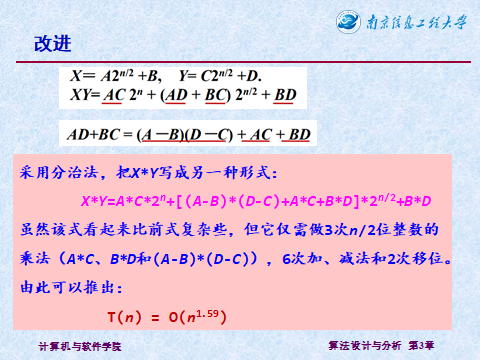 南京信息工程大学
改进
X= A2^{n/2} +B, Y= C2^{n/2} +D.
XY= AC 2^n + (AD + BC) 2^{n/2} + BD
AD+BC = (A－B)(D－C) + AC + BD
采用分治法，把X*Y写成另一种形式：
X*Y=A*C*2^n+[(A-B)*(D-C)+A*C+B*D]*2^{n/2}+B*D
虽然该式看起来比前式复杂些，但它仅需做3次n/2位整数的
乘法（A*C、B*D和(A-B)*(D-C)），6次加、减法和2次移位。
由此可以推出：
T(n) = O(n^{1.59})
计算机与软件学院
算法设计与分析 第3章